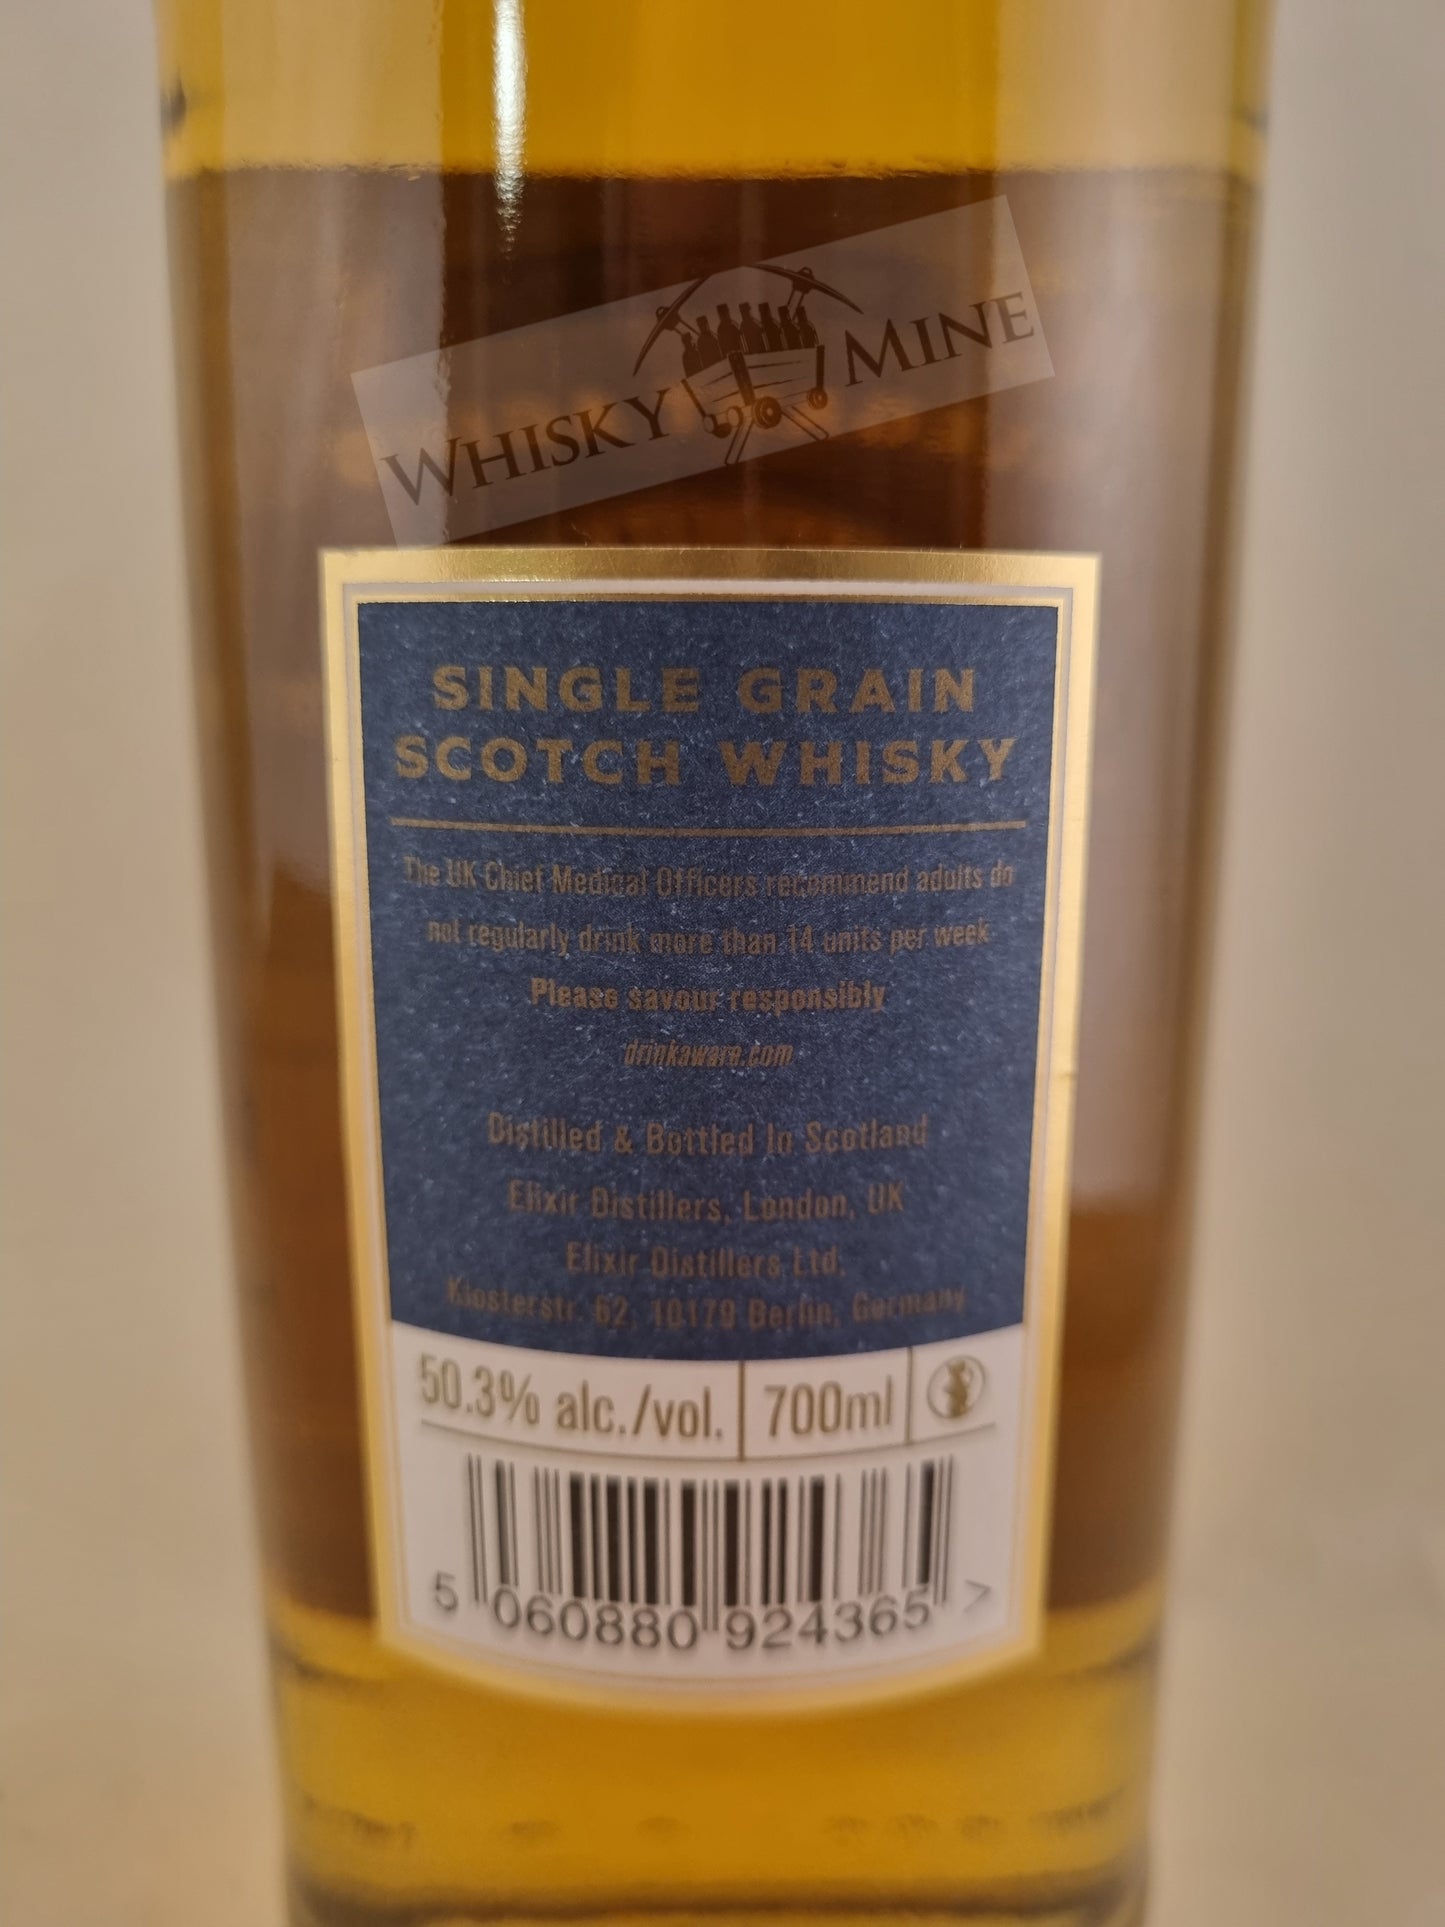 WHISKY MINE
SINGLE GRAIN
SCOTCH WHISKY
The UK Chief Medical Officers recommend adults do
not regularly drink more than 14 units per week
Please savour responsibly
drinkaware.com
Distilled & Bottled In Scotland
Elixir Distillers, London, UK
Elixir Distillers Ltd,
Klosterstr. 62, 10179 Berlin, Germany
50.3% alc./vol. 700ml
5 060880 924365 >